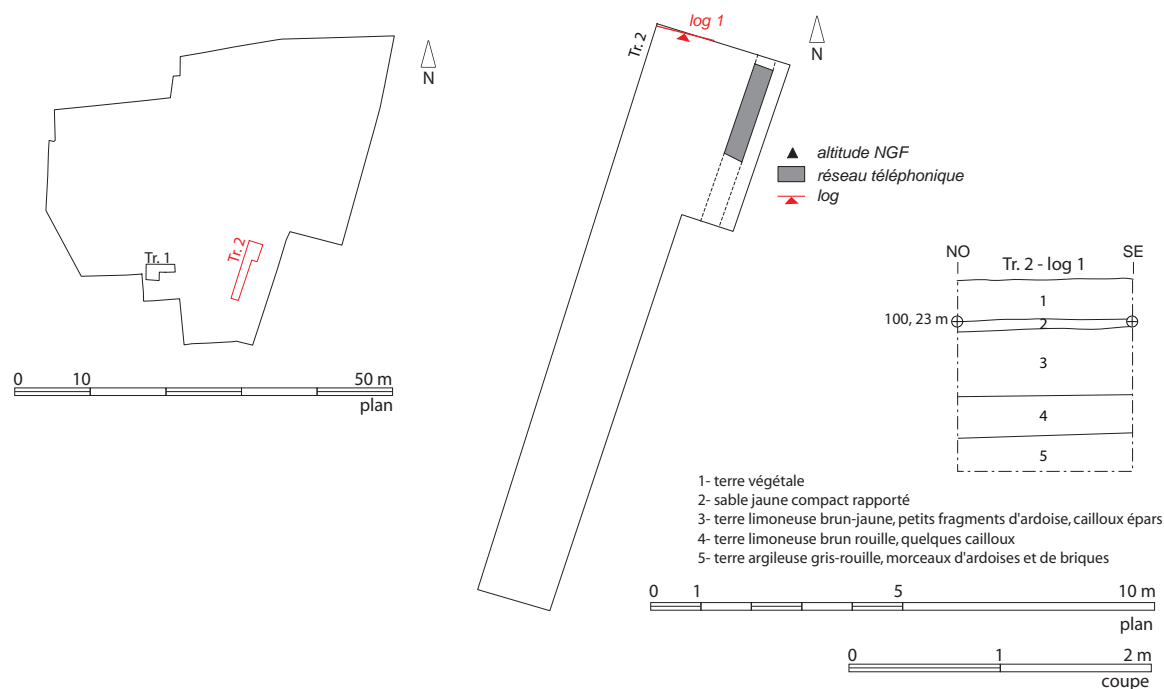 N
Tr. 1
Tr. 2
0 10 50 m
plan
log 1
Tr. 2
N
altitude NGF
réseau téléphonique
log
NO SE
Tr. 2 - log 1
1
100, 23 m
2
3
4
5
1- terre végétale
2- sable jaune compact rapporté
3- terre limoneuse brun-jaune, petits fragments d'ardoise, cailloux épars
4- terre limoneuse brun rouille, quelques cailloux
5- terre argileuse gris-rouille, morceaux d'ardoises et de briques
0 1 5 10 m
plan
0 1 2 m
coupe